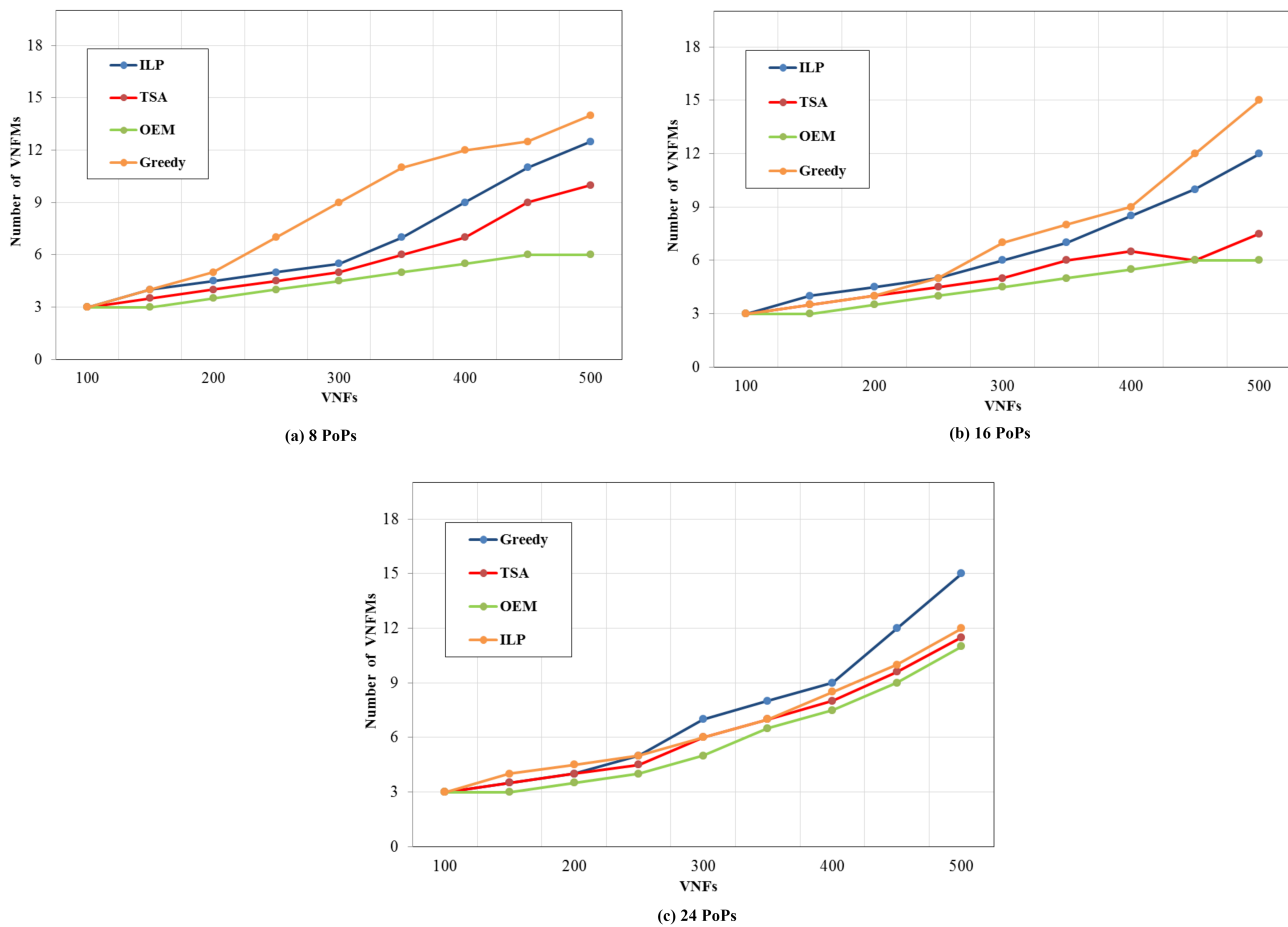 18
15
12
9
6
3
0
Number of VNFMs
ILP
TSA
OEM
Greedy
100 200 300 400 500
VNFs
(a) 8 PoPs
18
15
12
9
6
3
0
Number of VNFMs
ILP
TSA
OEM
Greedy
100 200 300 400 500
VNFs
(b) 16 PoPs
18
15
12
9
6
3
0
Number of VNFMs
Greedy
TSA
OEM
ILP
100 200 300 400 500
VNFs
(c) 24 PoPs